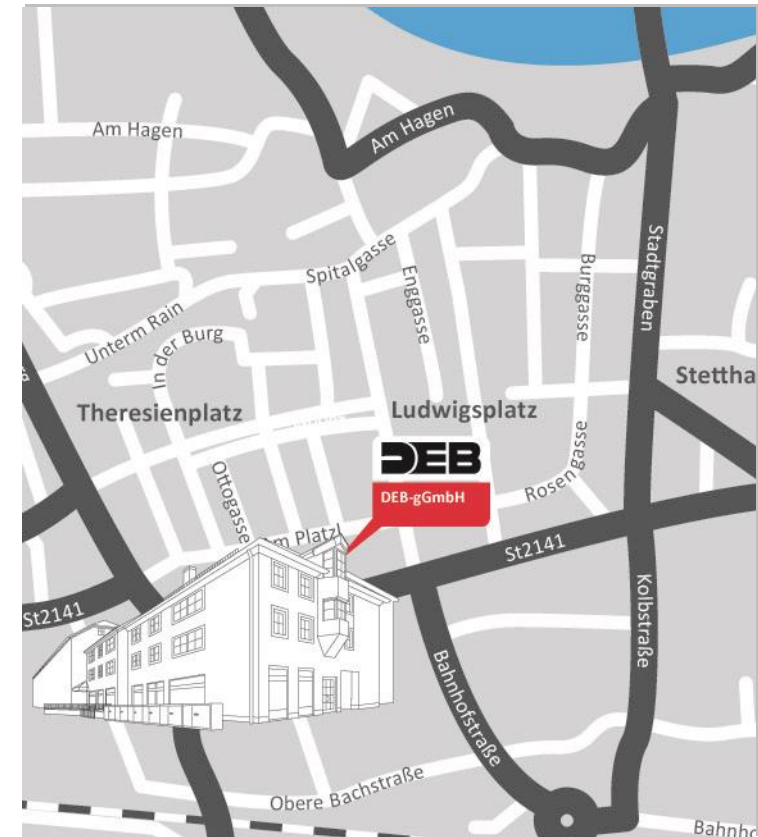 Am Hagen
Am Hagen
Stadtgraben
Spitalgasse
Enggasse
Burggasse
Unterm Rain
In der Burg
Stettha
Theresienplatz
Ludwigsplatz
DEB
DEB-gGmbH
Ottogasse
Rosengasse
m Platzl
St2141
St2141
Kolbstraße
Bahnhofstraße
Obere Bachstraße
Bahnho